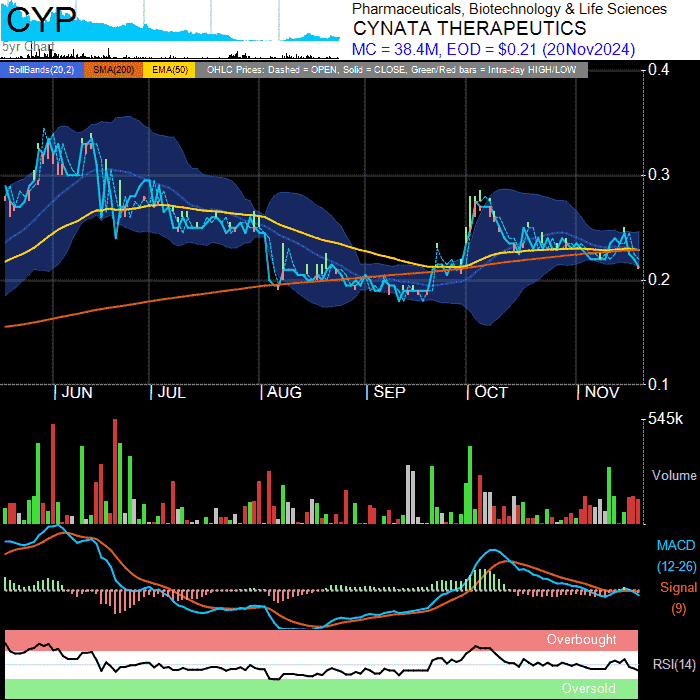 CYP
Pharmaceuticals, Biotechnology & Life Sciences
CYNATA THERAPEUTICS
MC = 38.4M, EOD = $0.21 (20Nov2024)
5yr Chart
BollBands(20,2) SMA(200) EMA(50) OHLC Prices: Dashed = OPEN, Solid = CLOSE, Green/Red bars = Intra-day HIGH/LOW
0.4
0.3
0.2
0.1
JUN JUL AUG SEP OCT NOV
545k
Volume
MACD
(12-26)
Signal
(9)
Overbought
RSI(14)
Oversold